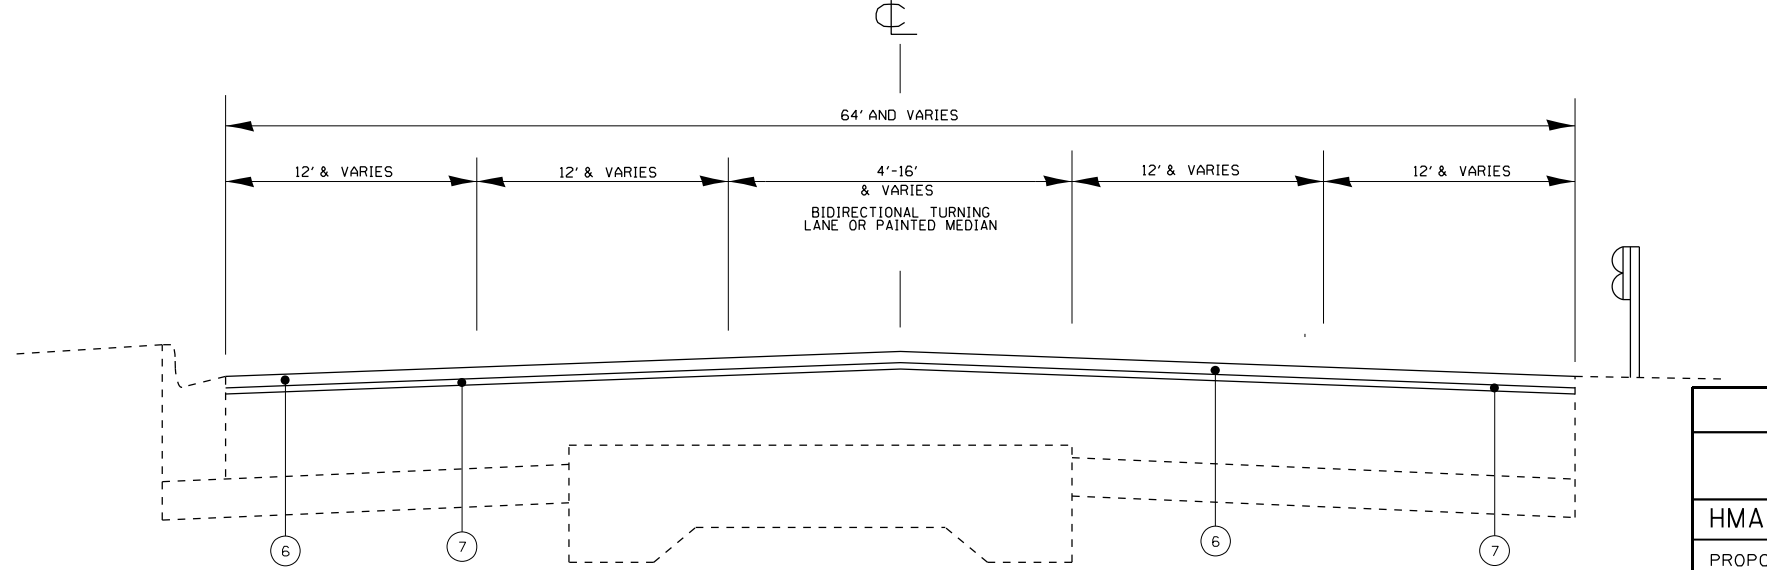 ℄
64' AND VARIES
12' & VARIES
12' & VARIES
4'-16'
& VARIES
12' & VARIES
12' & VARIES
BIDIRECTIONAL TURNING
LANE OR PAINTED MEDIAN
6
7
6
7
HMA
PROPO